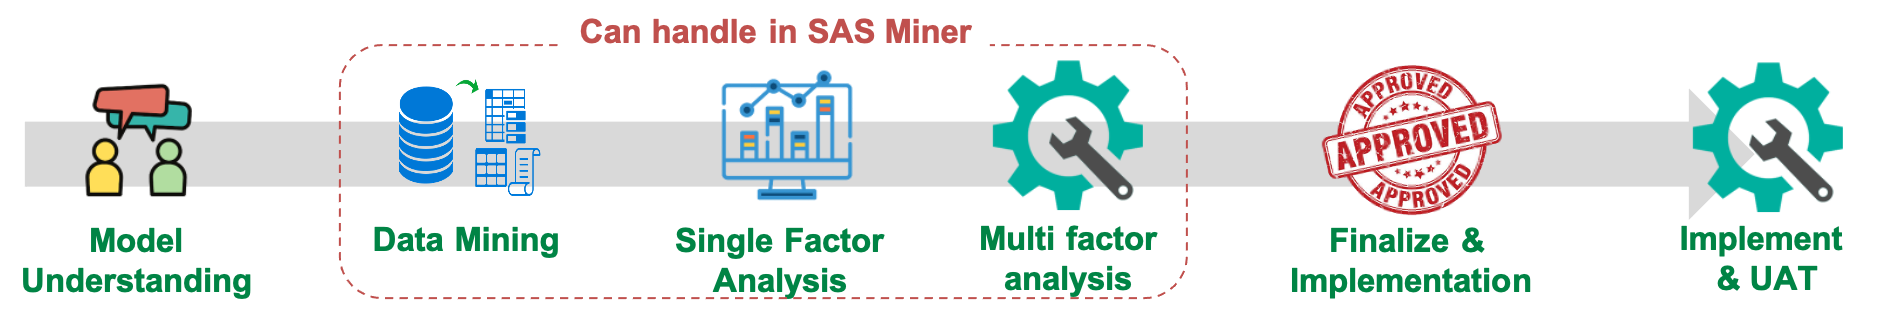 Can handle in SAS Miner
APPROVED
APPROVED
APPROVED
Model
Understanding
Data Mining
Single Factor
Analysis
Multi factor
analysis
Finalize &
Implementation
Implement
& UAT